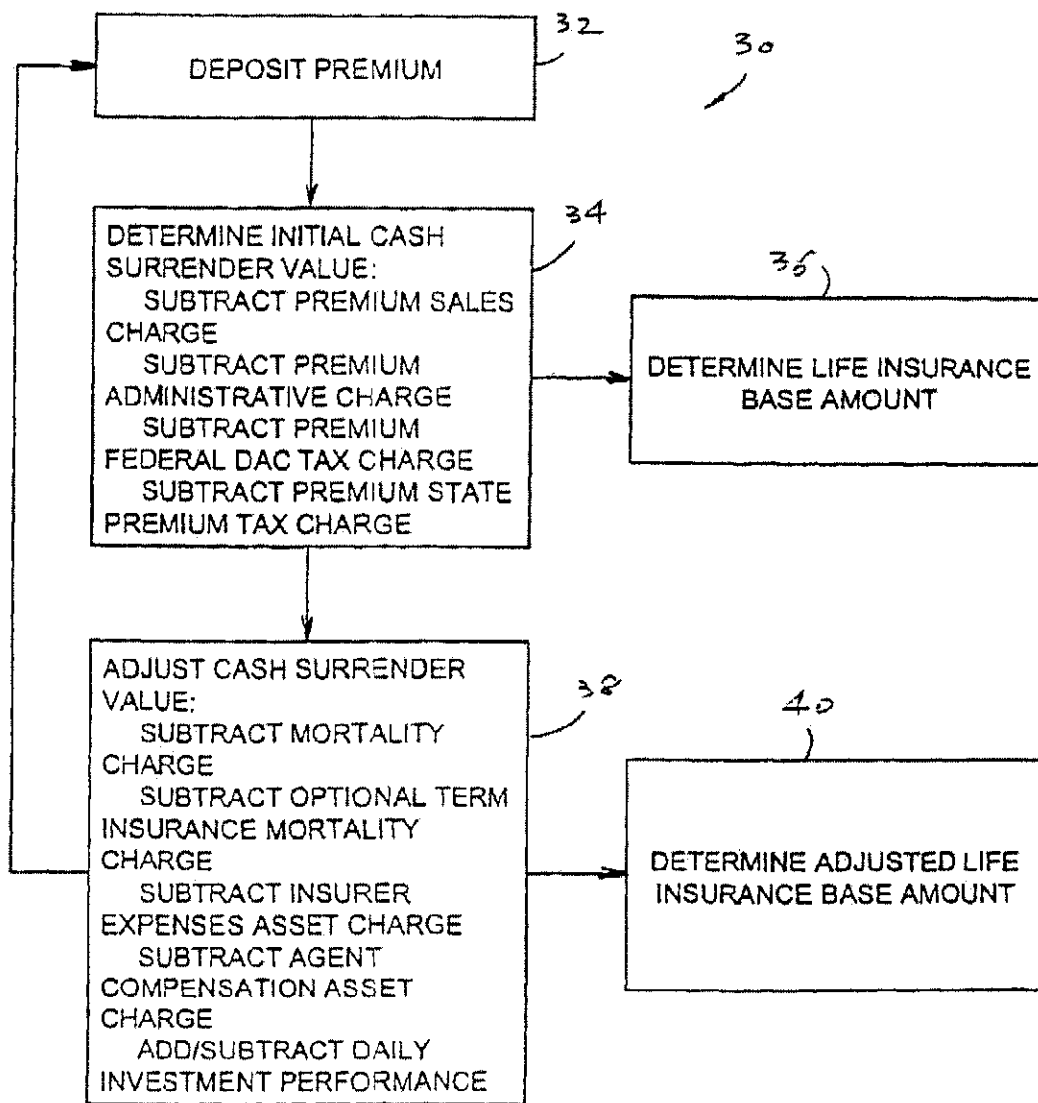 32
30
DEPOSIT PREMIUM
34
DETERMINE INITIAL CASH
SURRENDER VALUE:
SUBTRACT PREMIUM SALES
CHARGE
SUBTRACT PREMIUM
ADMINISTRATIVE CHARGE
SUBTRACT PREMIUM
FEDERAL DAC TAX CHARGE
SUBTRACT PREMIUM STATE
PREMIUM TAX CHARGE
36
DETERMINE LIFE INSURANCE
BASE AMOUNT
38
ADJUST CASH SURRENDER
VALUE:
SUBTRACT MORTALITY
CHARGE
SUBTRACT OPTIONAL TERM
INSURANCE MORTALITY
CHARGE
SUBTRACT INSURER
EXPENSES ASSET CHARGE
SUBTRACT AGENT
COMPENSATION ASSET
CHARGE
ADD/SUBTRACT DAILY
INVESTMENT PERFORMANCE
40
DETERMINE ADJUSTED LIFE
INSURANCE BASE AMOUNT